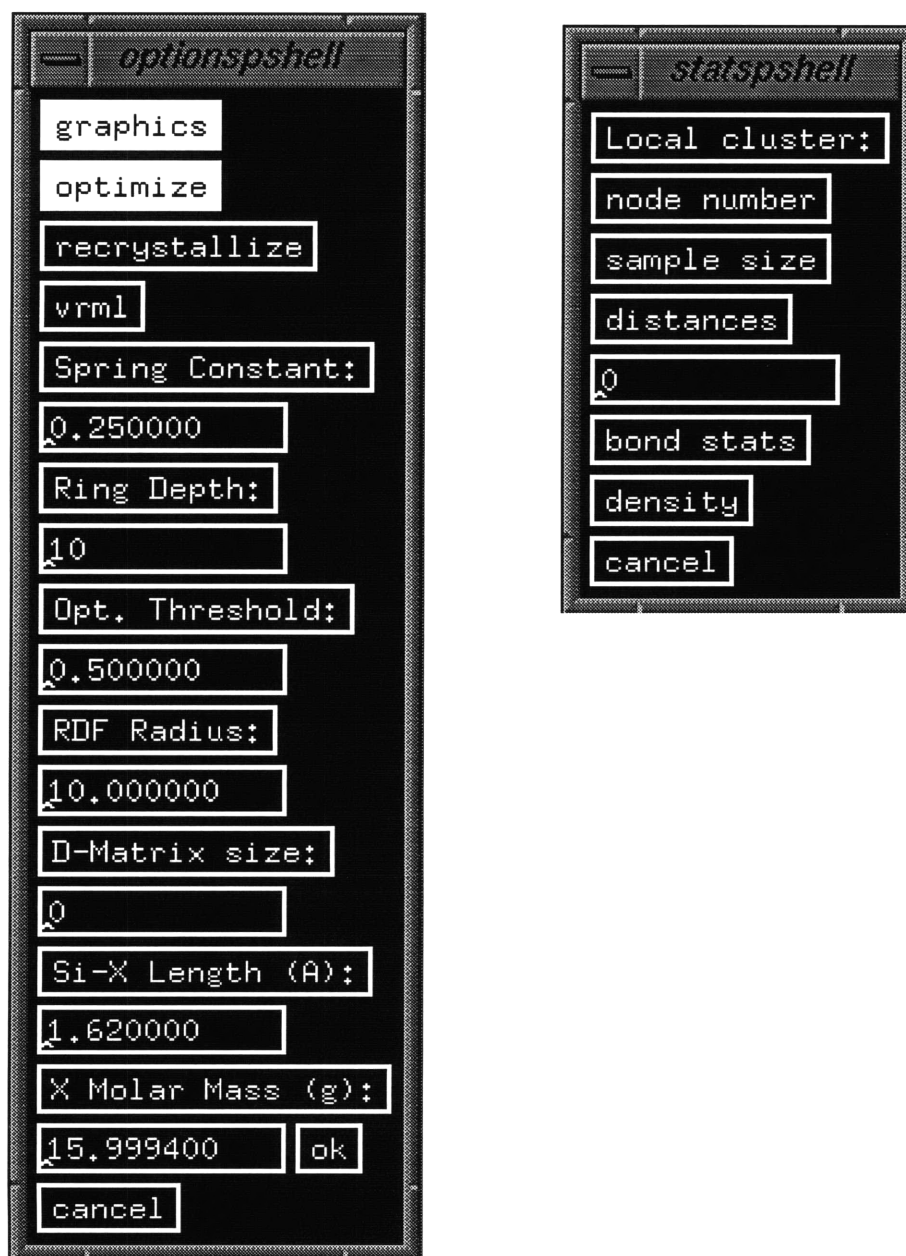 optionspshell
graphics
optimize
recrystallize
vrml
Spring Constant:
0.250000
Ring Depth:
10
Opt. Threshold:
0.500000
RDF Radius:
10.000000
D-Matrix size:
0
Si-X Length (A):
1.620000
X Molar Mass (g):
15.999400 ok
cancel
statspshell
Local cluster:
node number
sample size
distances
0
bond stats
density
cancel